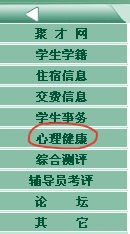 聚 才 网
学生学籍
住宿信息
交费信息
学生事务
心理健康
综合测评
辅导员考评
论 坛
其 它